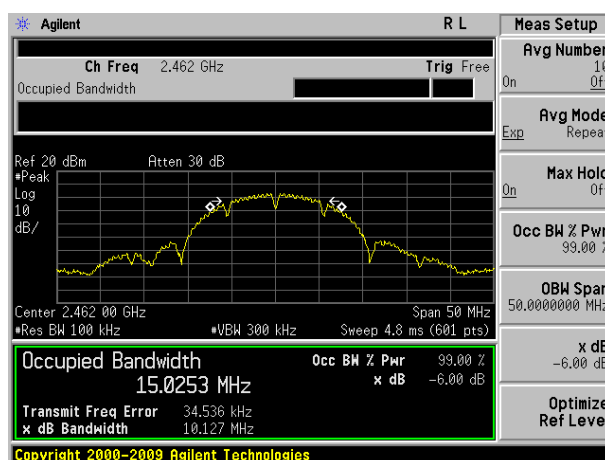 Agilent R L
Ch Freq 2.462 GHz Trig Free
Occupied Bandwidth
Ref 20 dBm Atten 30 dB
#Peak
Log
10
dB/
Center 2.462 00 GHz Span 50 MHz
#Res BW 100 kHz #VBW 300 kHz Sweep 4.8 ms (601 pts)
Occupied Bandwidth Occ BW % Pwr 99.00 %
15.0253 MHz x dB -6.00 dB
Transmit Freq Error 34.536 kHz
x dB Bandwidth 10.127 MHz
Copyright 2000-2009 Agilent Technologies
Meas Setup
Avg Number
10
On Of
Avg Mode
Exp Repea
Max Hold
On Of
Occ BW % Pwr
99.00 %
OBW Span
50.0000000 MHz
x dB
-6.00 dB
Optimize
Ref Leve